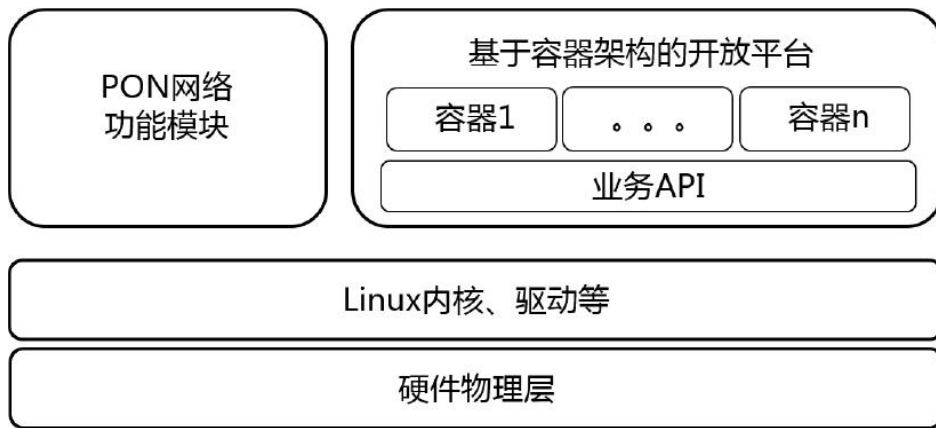 PON网络
功能模块
基于容器架构的开放平台
容器1
。。。
容器n
业务API
Linux内核、驱动等
硬件物理层